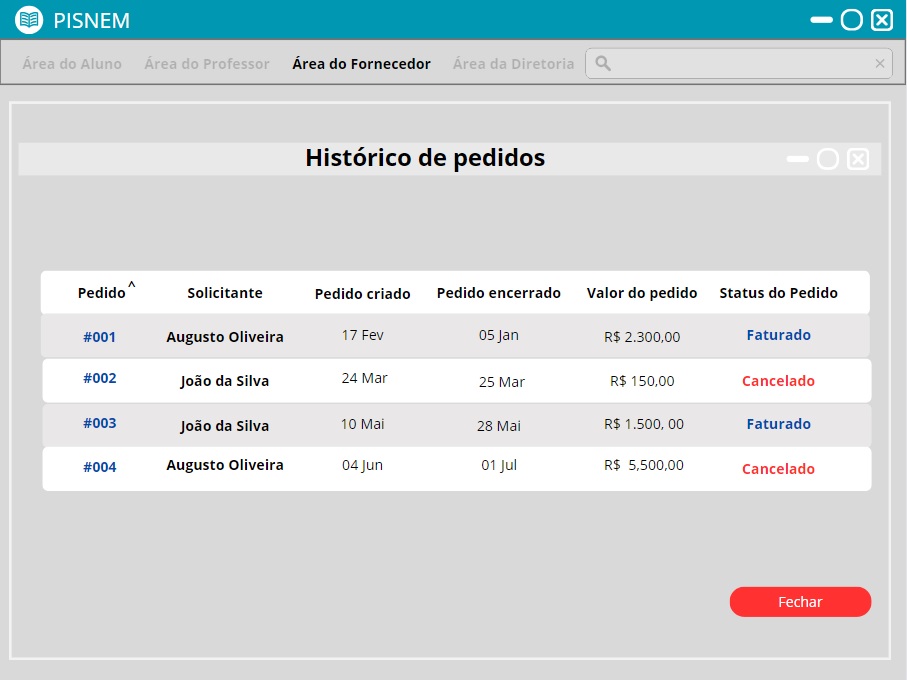 PISNEM
Área do Aluno Área do Professor Área do Fornecedor Área da Diretoria
Histórico de pedidos
Pedido ^ Solicitante Pedido criado Pedido encerrado Valor do pedido Status do Pedido
#001 Augusto Oliveira 17 Fev 05 Jan R$ 2.300,00 Faturado
#002 João da Silva 24 Mar 25 Mar R$ 150,00 Cancelado
#003 João da Silva 10 Mai 28 Mai R$ 1.500, 00 Faturado
#004 Augusto Oliveira 04 Jun 01 Jul R$ 5,500,00 Cancelado
Fechar